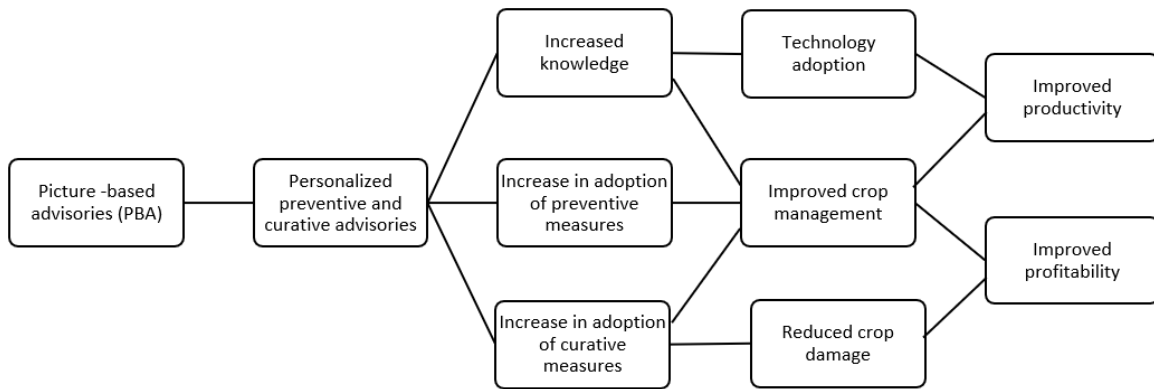 Picture -based
advisories (PBA)
Personalized
preventive and
curative advisories
Increased
knowledge
Increase in adoption
of preventive
measures
Increase in adoption
of curative
measures
Technology
adoption
Improved crop
management
Reduced crop
damage
Improved
productivity
Improved
profitability